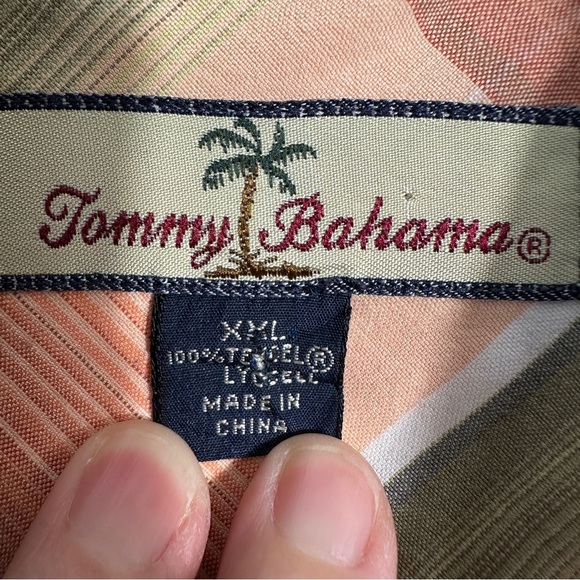 Tommy Bahama®
XXL
100% TENCEL®
LYOCELL
MADE IN
CHINA